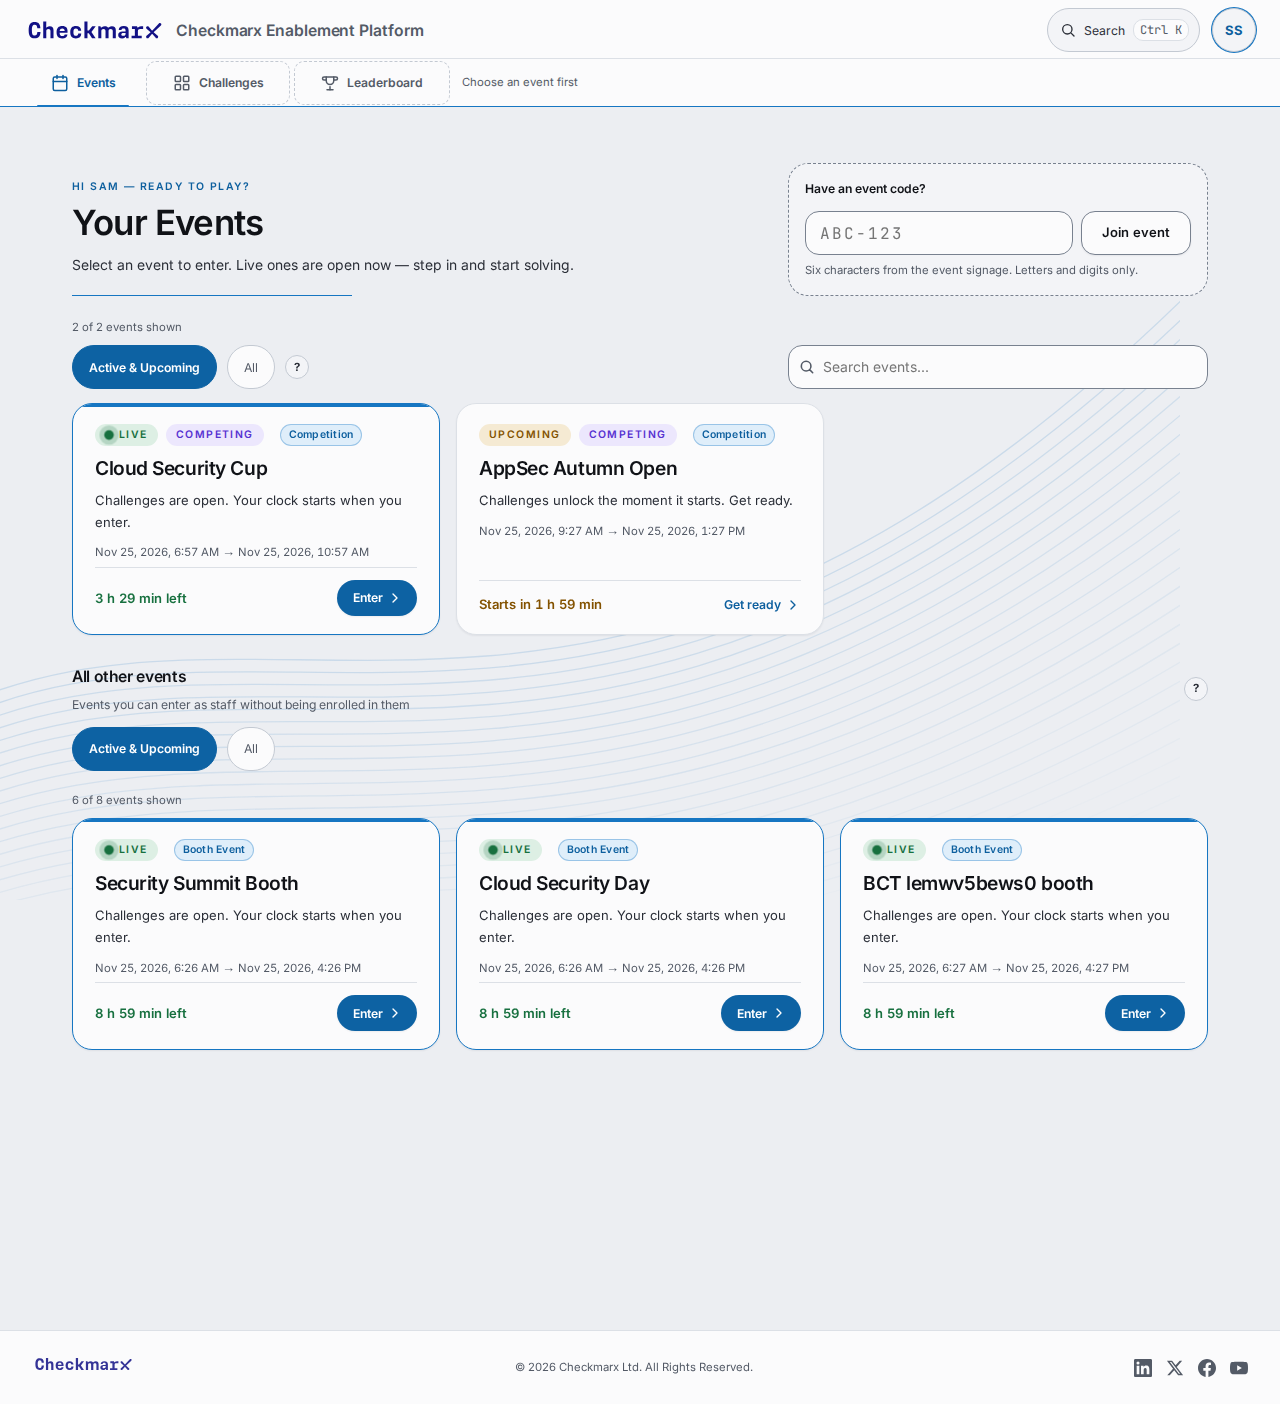 Checkmarx
Checkmarx Enablement Platform
Search
Ctrl K
SS
Events
Challenges
Leaderboard
Choose an event first
HI SAM — READY TO PLAY?
Your Events
Select an event to enter. Live ones are open now — step in and start solving.
Have an event code?
ABC-123
Join event
Six characters from the event signage. Letters and digits only.
2 of 2 events shown
Active & Upcoming
All
?
Search events...
LIVE
COMPETING
Competition
Cloud Security Cup
Challenges are open. Your clock starts when you
enter.
Nov 25, 2026, 6:57 AM → Nov 25, 2026, 10:57 AM
3 h 29 min left
Enter
UPCOMING
COMPETING
Competition
AppSec Autumn Open
Challenges unlock the moment it starts. Get ready.
Nov 25, 2026, 9:27 AM → Nov 25, 2026, 1:27 PM
Starts in 1 h 59 min
Get ready
All other events
Events you can enter as staff without being enrolled in them
?
Active & Upcoming
All
6 of 8 events shown
LIVE
Booth Event
Security Summit Booth
Challenges are open. Your clock starts when you
enter.
Nov 25, 2026, 6:26 AM → Nov 25, 2026, 4:26 PM
8 h 59 min left
Enter
LIVE
Booth Event
Cloud Security Day
Challenges are open. Your clock starts when you
enter.
Nov 25, 2026, 6:26 AM → Nov 25, 2026, 4:26 PM
8 h 59 min left
Enter
LIVE
Booth Event
BCT lemwv5bews0 booth
Challenges are open. Your clock starts when you
enter.
Nov 25, 2026, 6:27 AM → Nov 25, 2026, 4:27 PM
8 h 59 min left
Enter
Checkmarx
© 2026 Checkmarx Ltd. All Rights Reserved.